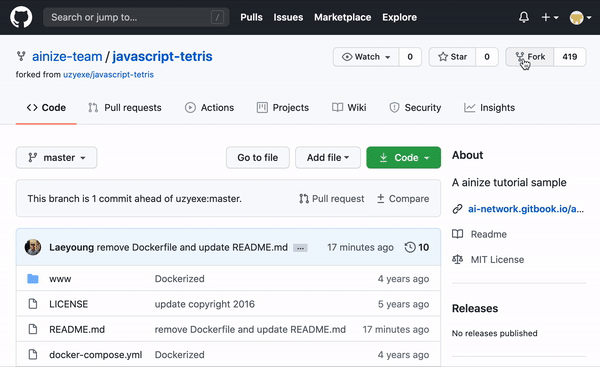 Search or jump to... / Pulls Issues Marketplace Explore
ainize-team / javascript-tetris Watch 0 Star 0 Fork 419
forked from uzyexe/javascript-tetris
Code Pull requests Actions Projects Wiki Security Insights
master Go to file Add file Code
This branch is 1 commit ahead of uzyexe:master. Pull request Compare
Laeyoung remove Dockerfile and update README.md ... 17 minutes ago 10
www Dockerized 4 years ago
LICENSE update copyright 2016 5 years ago
README.md remove Dockerfile and update README.md 17 minutes ago
docker-compose.yml Dockerized 4 years ago
About
A ainize tutorial sample
ai-network.gitbook.io/a...
Readme
MIT License
Releases
No releases published